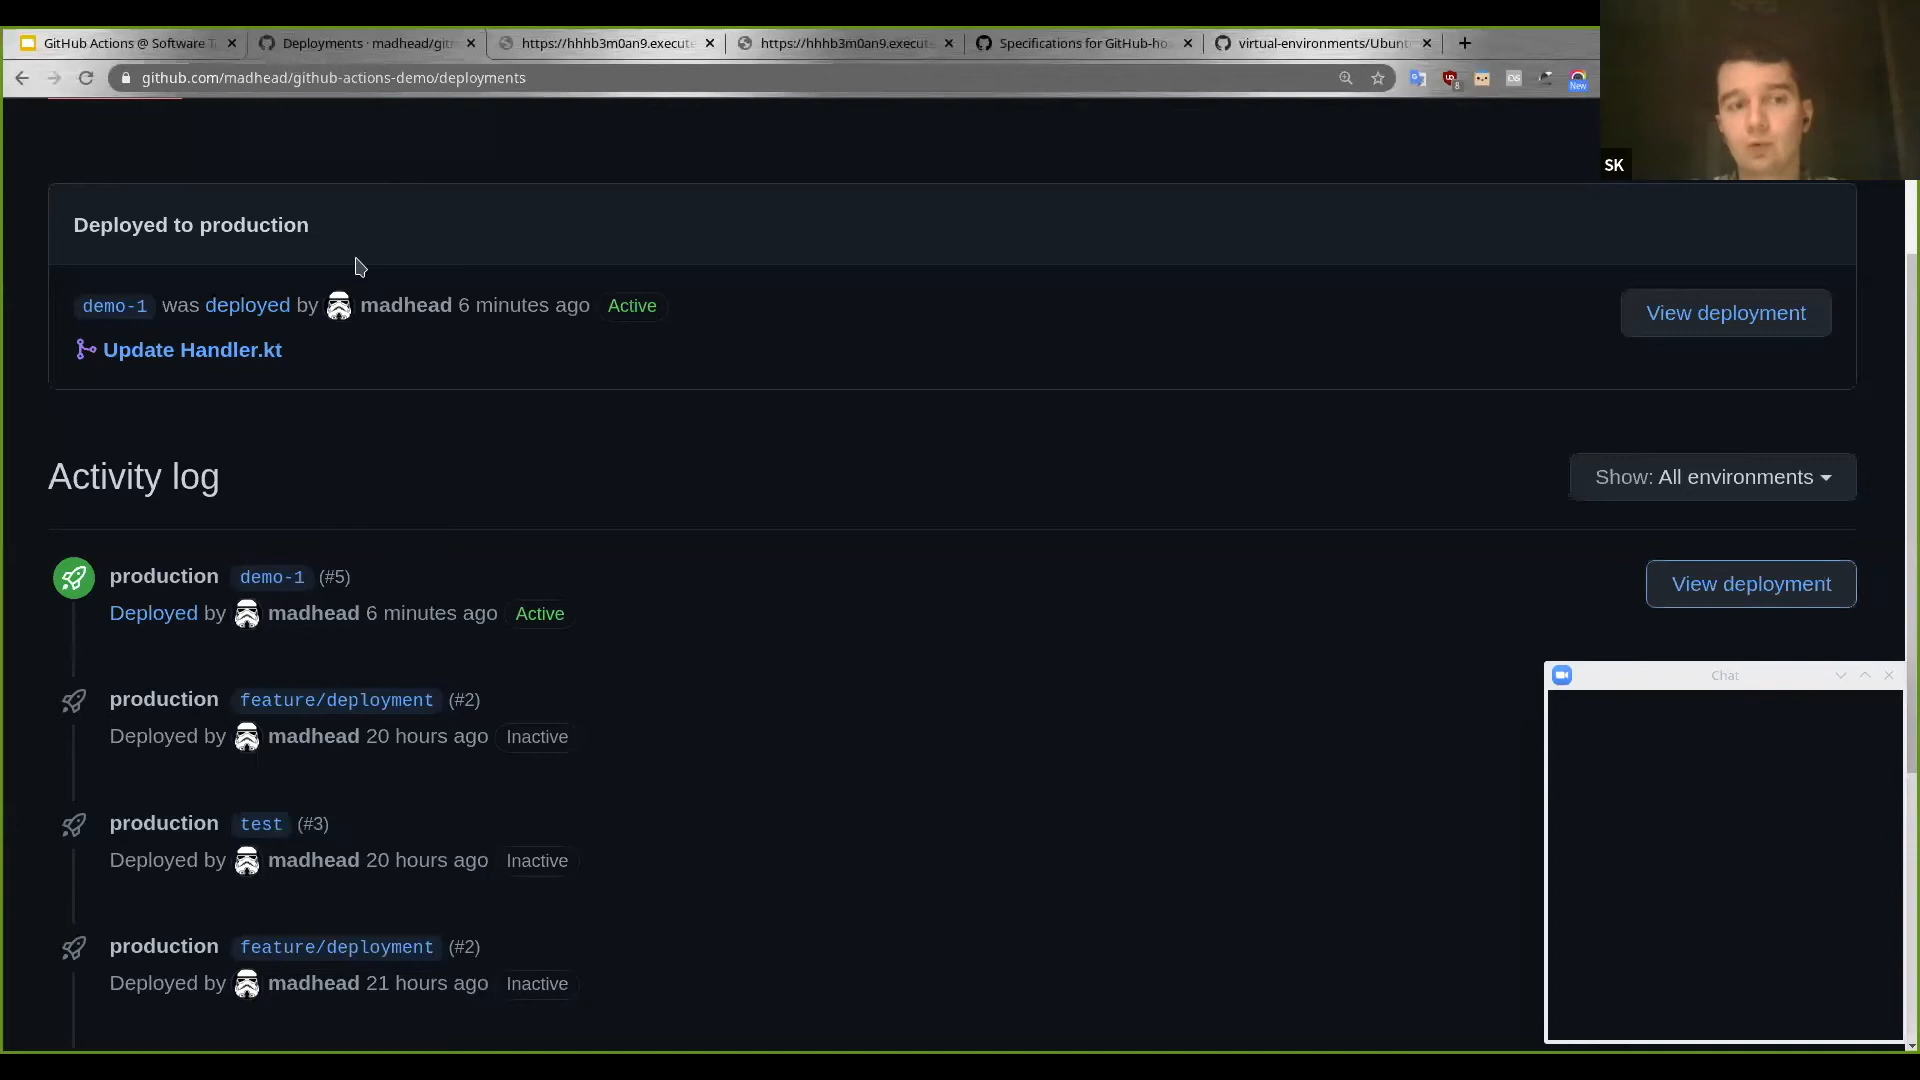 GitHub Actions @ Software T
Deployments · madhead/git
https://hhhb3m0an9.execute
https://hhhb3m0an9.execute
Specifications for GitHub-ho
virtual-environments/Ubunt
github.com/madhead/github-actions-demo/deployments
8
New
SK
Deployed to production
demo-1 was deployed by madhead 6 minutes ago Active
View deployment
Update Handler.kt
Activity log
Show: All environments
production demo-1 (#5)
View deployment
Deployed by madhead 6 minutes ago Active
production feature/deployment (#2)
Deployed by madhead 20 hours ago Inactive
production test (#3)
Deployed by madhead 20 hours ago Inactive
production feature/deployment (#2)
Deployed by madhead 21 hours ago Inactive
Chat